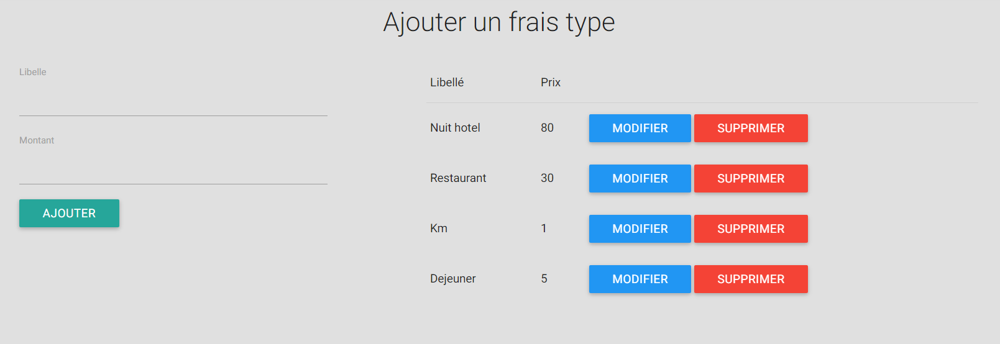 Ajouter un frais type
Libelle
Montant
AJOUTER
Libellé Prix
Nuit hotel 80 MODIFIER SUPPRIMER
Restaurant 30 MODIFIER SUPPRIMER
Km 1 MODIFIER SUPPRIMER
Dejeuner 5 MODIFIER SUPPRIMER